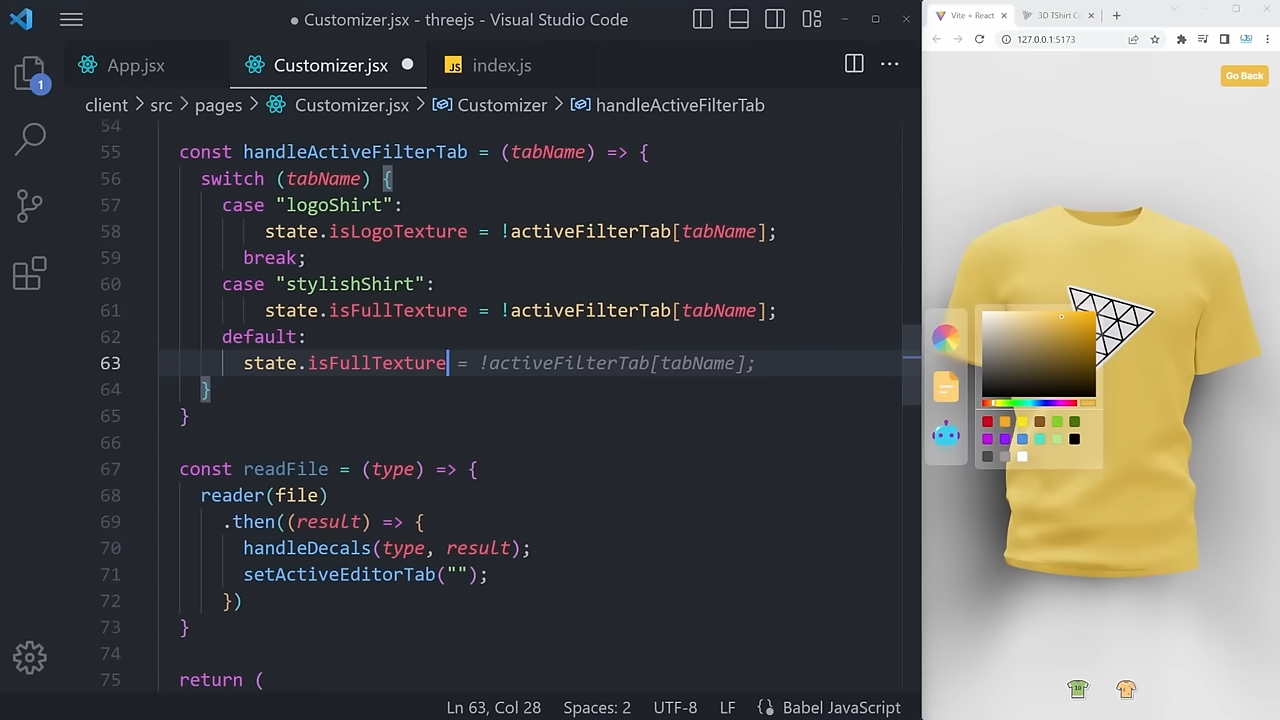 Customizer.jsx - threejs - Visual Studio Code
App.jsx
Customizer.jsx
index.js
client > src > pages > Customizer.jsx > Customizer > handleActiveFilterTab
1
54
55 const handleActiveFilterTab = (tabName) => {
56 switch (tabName) {
57 case "logoShirt":
58 state.isLogoTexture = !activeFilterTab[tabName];
59 break;
60 case "stylishShirt":
61 state.isFullTexture = !activeFilterTab[tabName];
62 default:
63 state.isFullTexture = !activeFilterTab[tabName];
64 }
65 }
66
67 const readFile = (type) => {
68 reader(file)
69 .then((result) => {
70 handleDecals(type, result);
71 setActiveEditorTab("");
72 })
73 }
74
75 return (
Ln 63, Col 28
Spaces: 2
UTF-8
LF
Babel JavaScript
Vite + React
3D TShirt
127.0.0.1:5173
Go Back